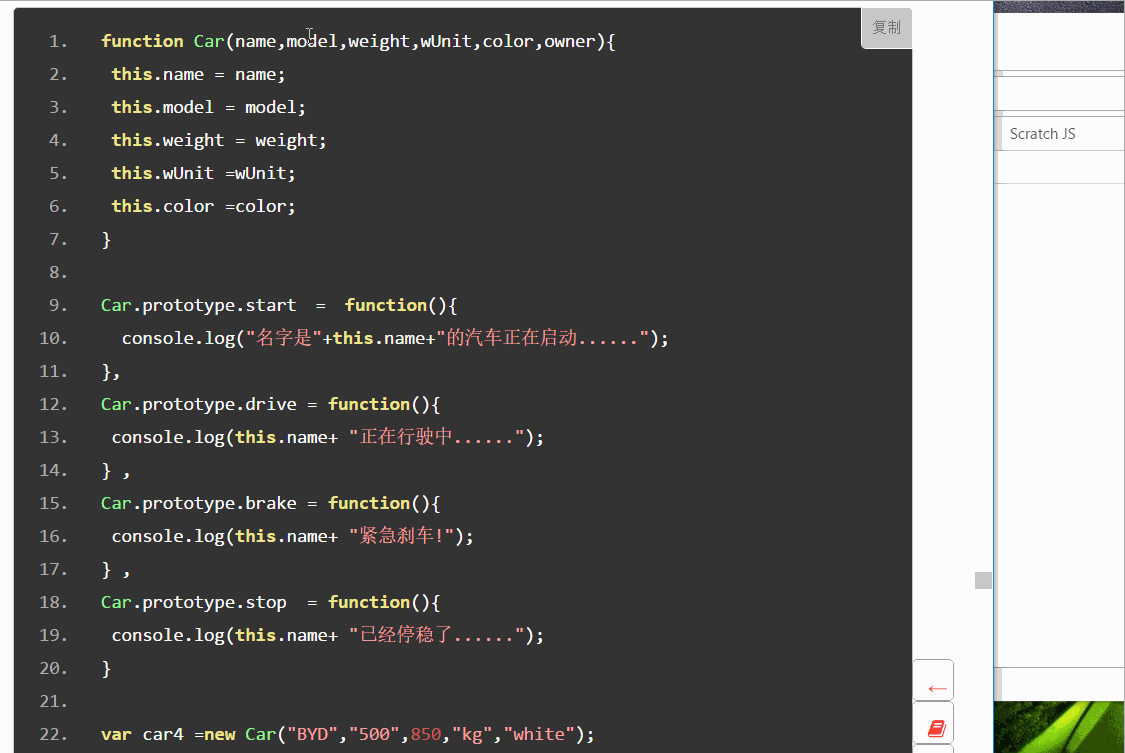 复制
1. function Car(name,model,weight,wUnit,color,owner){
2. this.name = name;
3. this.model = model;
4. this.weight = weight;
5. this.wUnit =wUnit;
6. this.color =color;
7. }
8.
9. Car.prototype.start = function(){
10. console.log("名字是"+this.name+"的汽车正在启动......");
11. },
12. Car.prototype.drive = function(){
13. console.log(this.name+ "正在行驶中......");
14. } ,
15. Car.prototype.brake = function(){
16. console.log(this.name+ "紧急刹车!");
17. } ,
18. Car.prototype.stop = function(){
19. console.log(this.name+ "已经停稳了......");
20. }
21.
22. var car4 =new Car("BYD","500",850,"kg","white");
Scratch JS